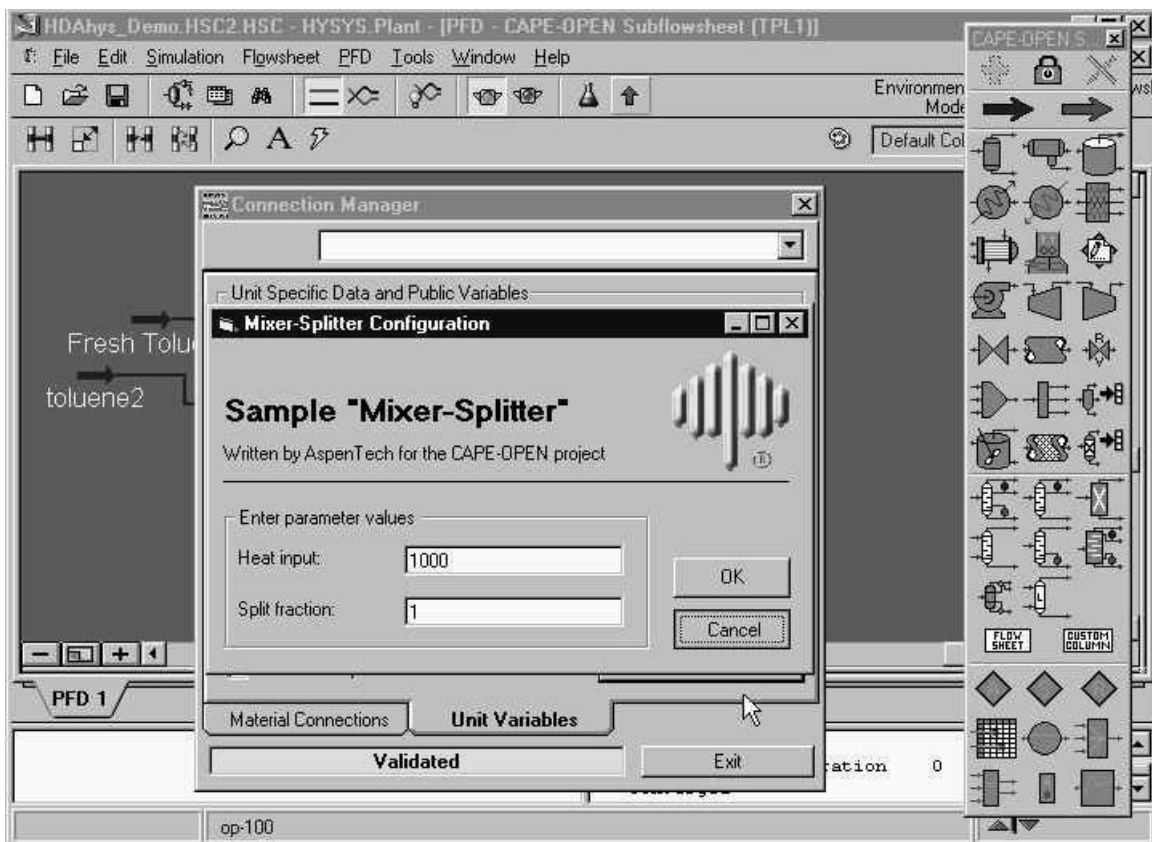 HDAhys_Demo.HSC2.HSC - HYSYS.Plant - [PFD - CAPE-OPEN Subflowsheet (TPL1)]
CAPE-OPEN S...
File Edit Simulation Flowsheet PFD Tools Window Help
Environmen
Mode
A
Default Col
Connection Manager
Unit Specific Data and Public Variables
Mixer-Splitter Configuration
Fresh Tolu
toluene2
Sample "Mixer-Splitter"
Written by AspenTech for the CAPE-OPEN project
Enter parameter values
Heat input: 1000
OK
Split fraction: 1
Cancel
FLOW SHEET
CUSTOM COLUMN
PFD 1
Material Connections Unit Variables
Validated Exit
ration 0
op-100